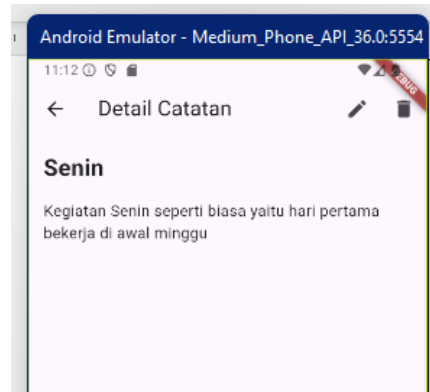 Android Emulator - Medium_Phone_API_36.0:5554
11:12
DEBUG
Detail Catatan
Senin
Kegiatan Senin seperti biasa yaitu hari pertama
bekerja di awal minggu